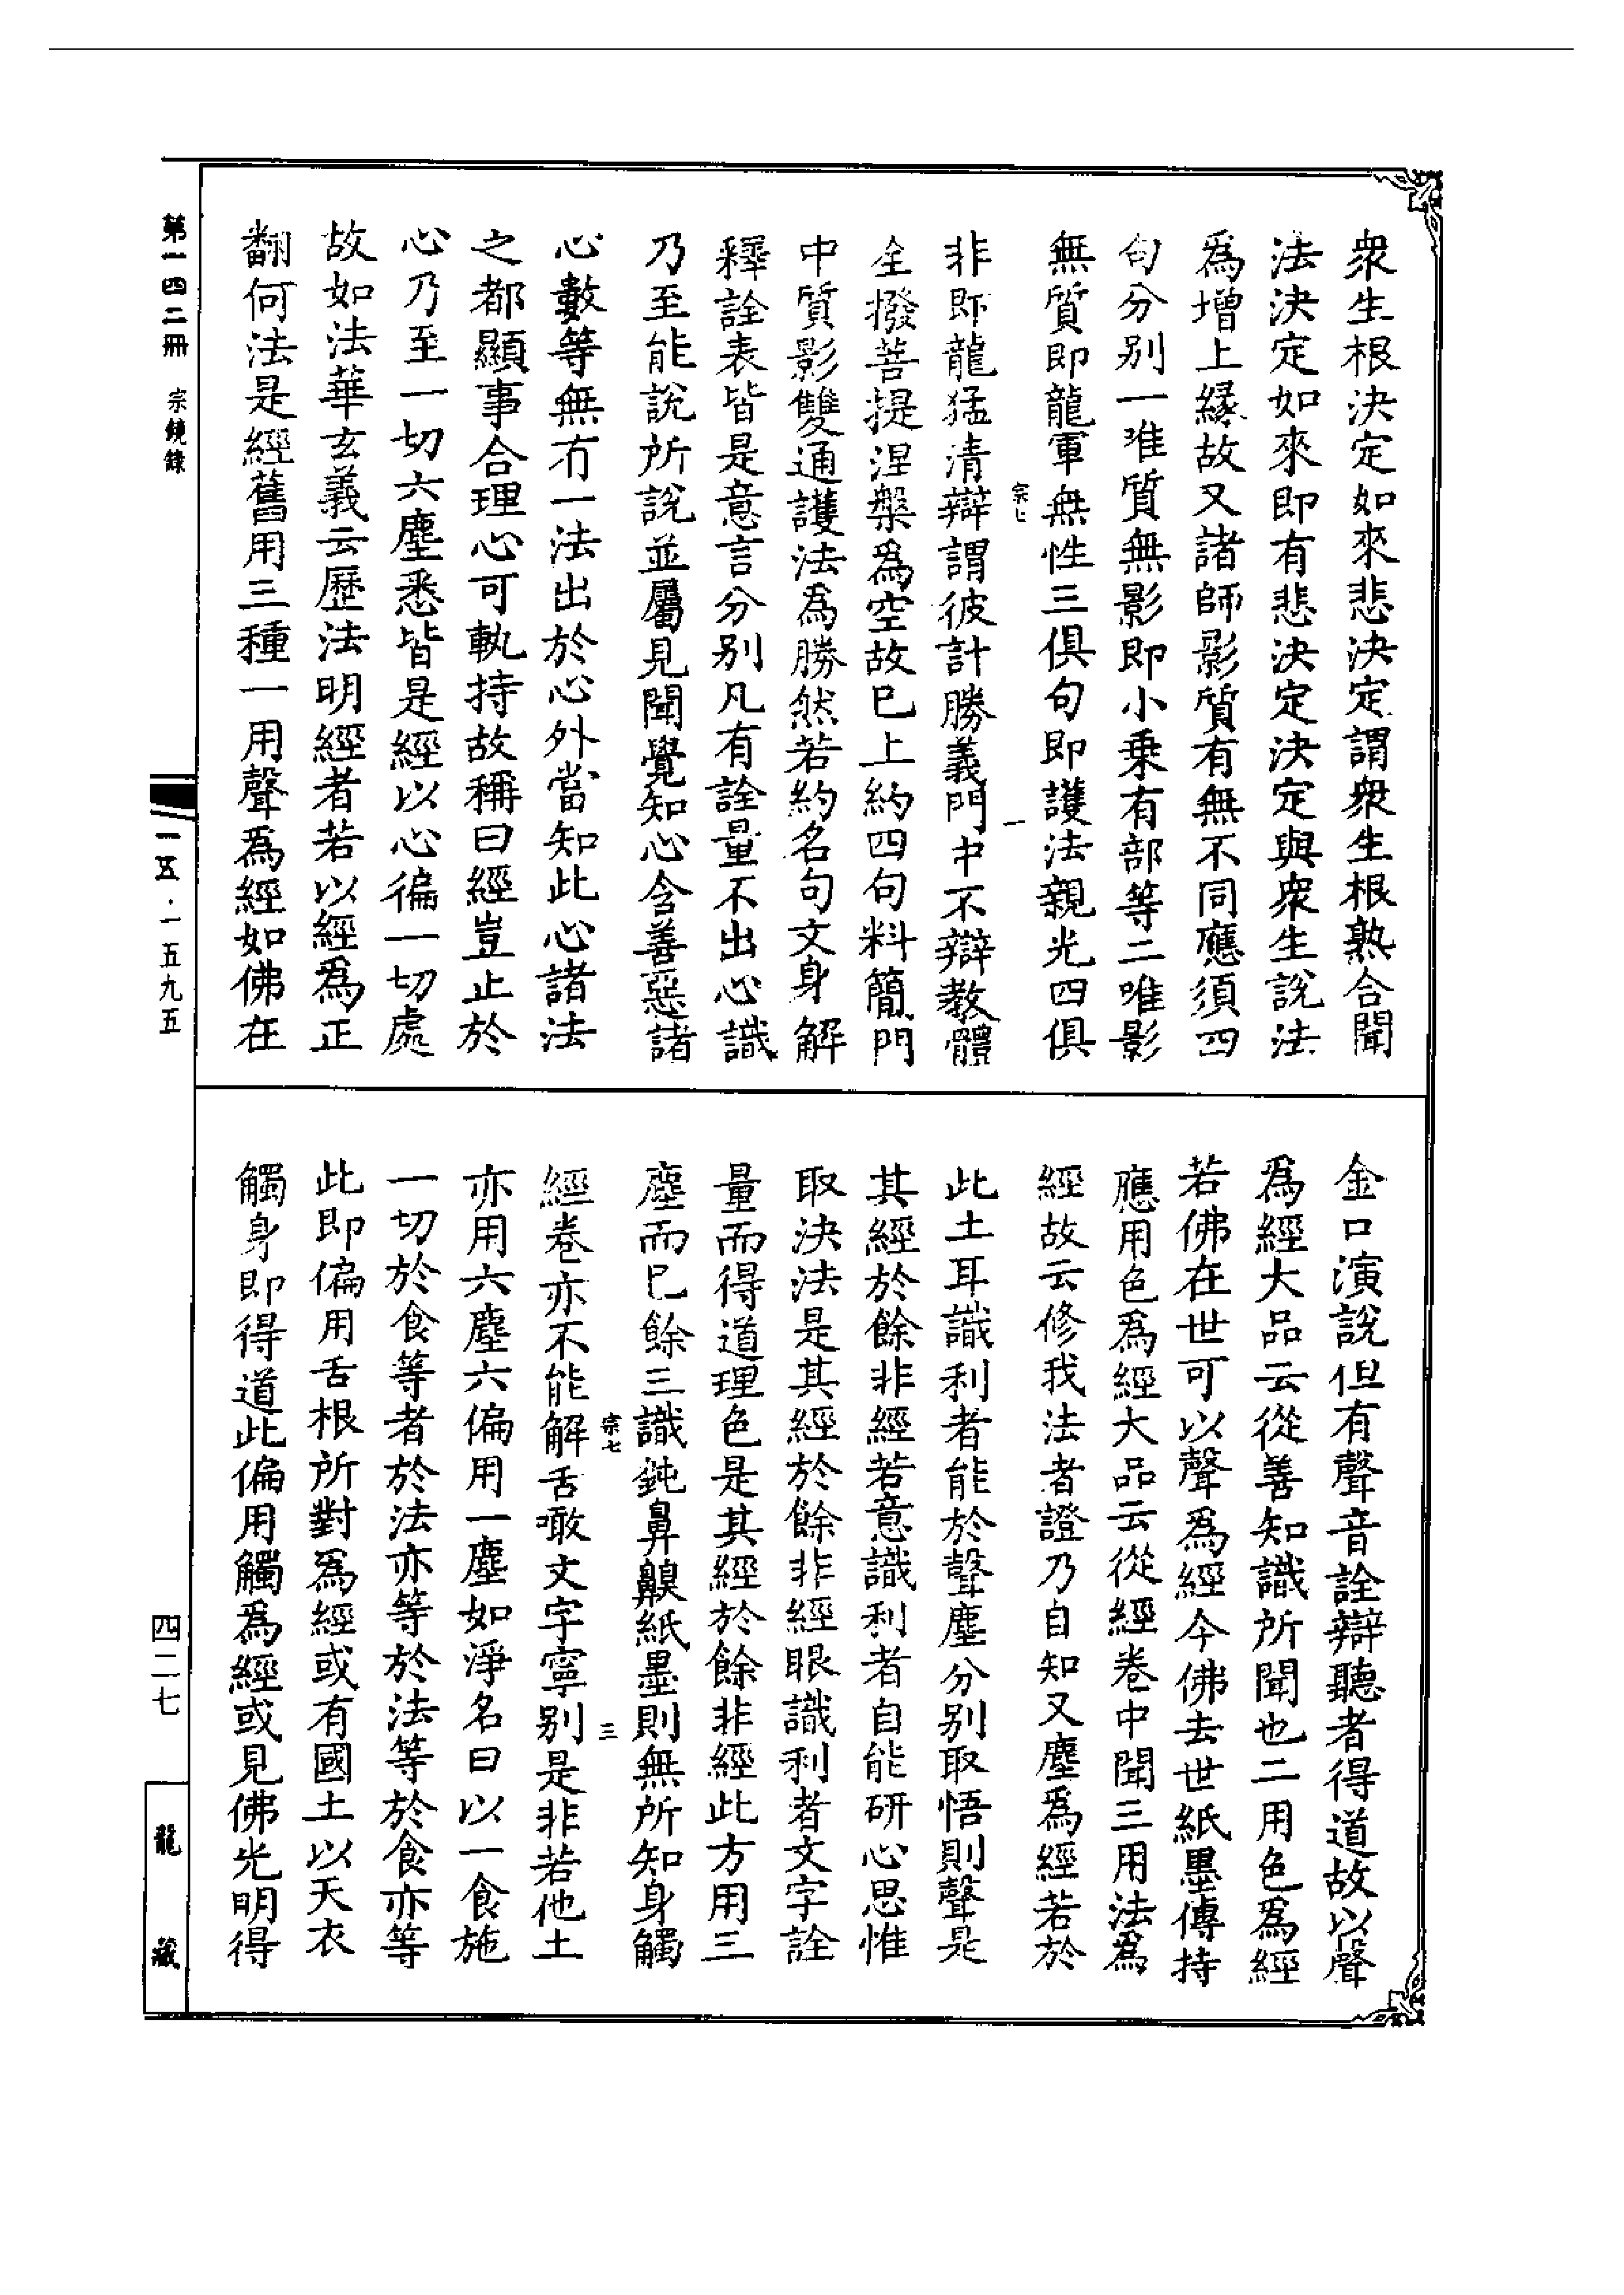 衆生根決定如來悲決定謂衆生根熟合聞
法決定如來即有悲決定決定與衆生說法
爲增上緣故又諸師影質有無不同應須四
句分別一唯質無影即小乘有部等二唯影
無質即龍軍無性三俱句即護法親光四俱
宗七
一
非即龍猛清辯謂彼計勝義門中不辯教體
全撥菩提涅槃爲空故巳上約四句料簡門
中質影雙通護法爲勝然若約名句文身解
釋詮表皆是意言分別凡有詮量不出心識
乃至能說所說並屬見聞覺知心含善惡諸
心數等無有一法出於心外當知此心諸法
之都顯事合理心可軌持故稱曰經豈止於
心乃至一切六塵悉皆是經以心徧一切處
故如法華玄義云歷法明經者若以經爲正
翻何法是經舊用三種一用聲爲經如佛在
金口演說但有聲音詮辯聽者得道故以聲
爲經大品云從善知識所聞也二用色爲經
若佛在世可以聲爲經今佛去世紙墨傳持
應用色爲經大品云從經卷中聞三用法爲
經故云修我法者證乃自知又塵爲經若於
此土耳識利者能於聲塵分別取悟則聲是
其經於餘非經若意識利者自能研心思惟
取決法是其經於餘非經眼識利者文字詮
量而得道理色是其經於餘非經此方用三
塵而巳餘三識鈍鼻齅紙墨則無所知身觸
宗七
三
經卷亦不能解舌噉文字寧別是非若他土
亦用六塵六偏用一塵如淨名曰以一食施
一切於食等者於法亦等於法等於食亦等
此即偏用舌根所對爲經或有國土以天衣
觸身即得道此偏用觸爲經或見佛光明得
第一四二冊 宗鏡錄
一五·一五九五
四二七
龍藏